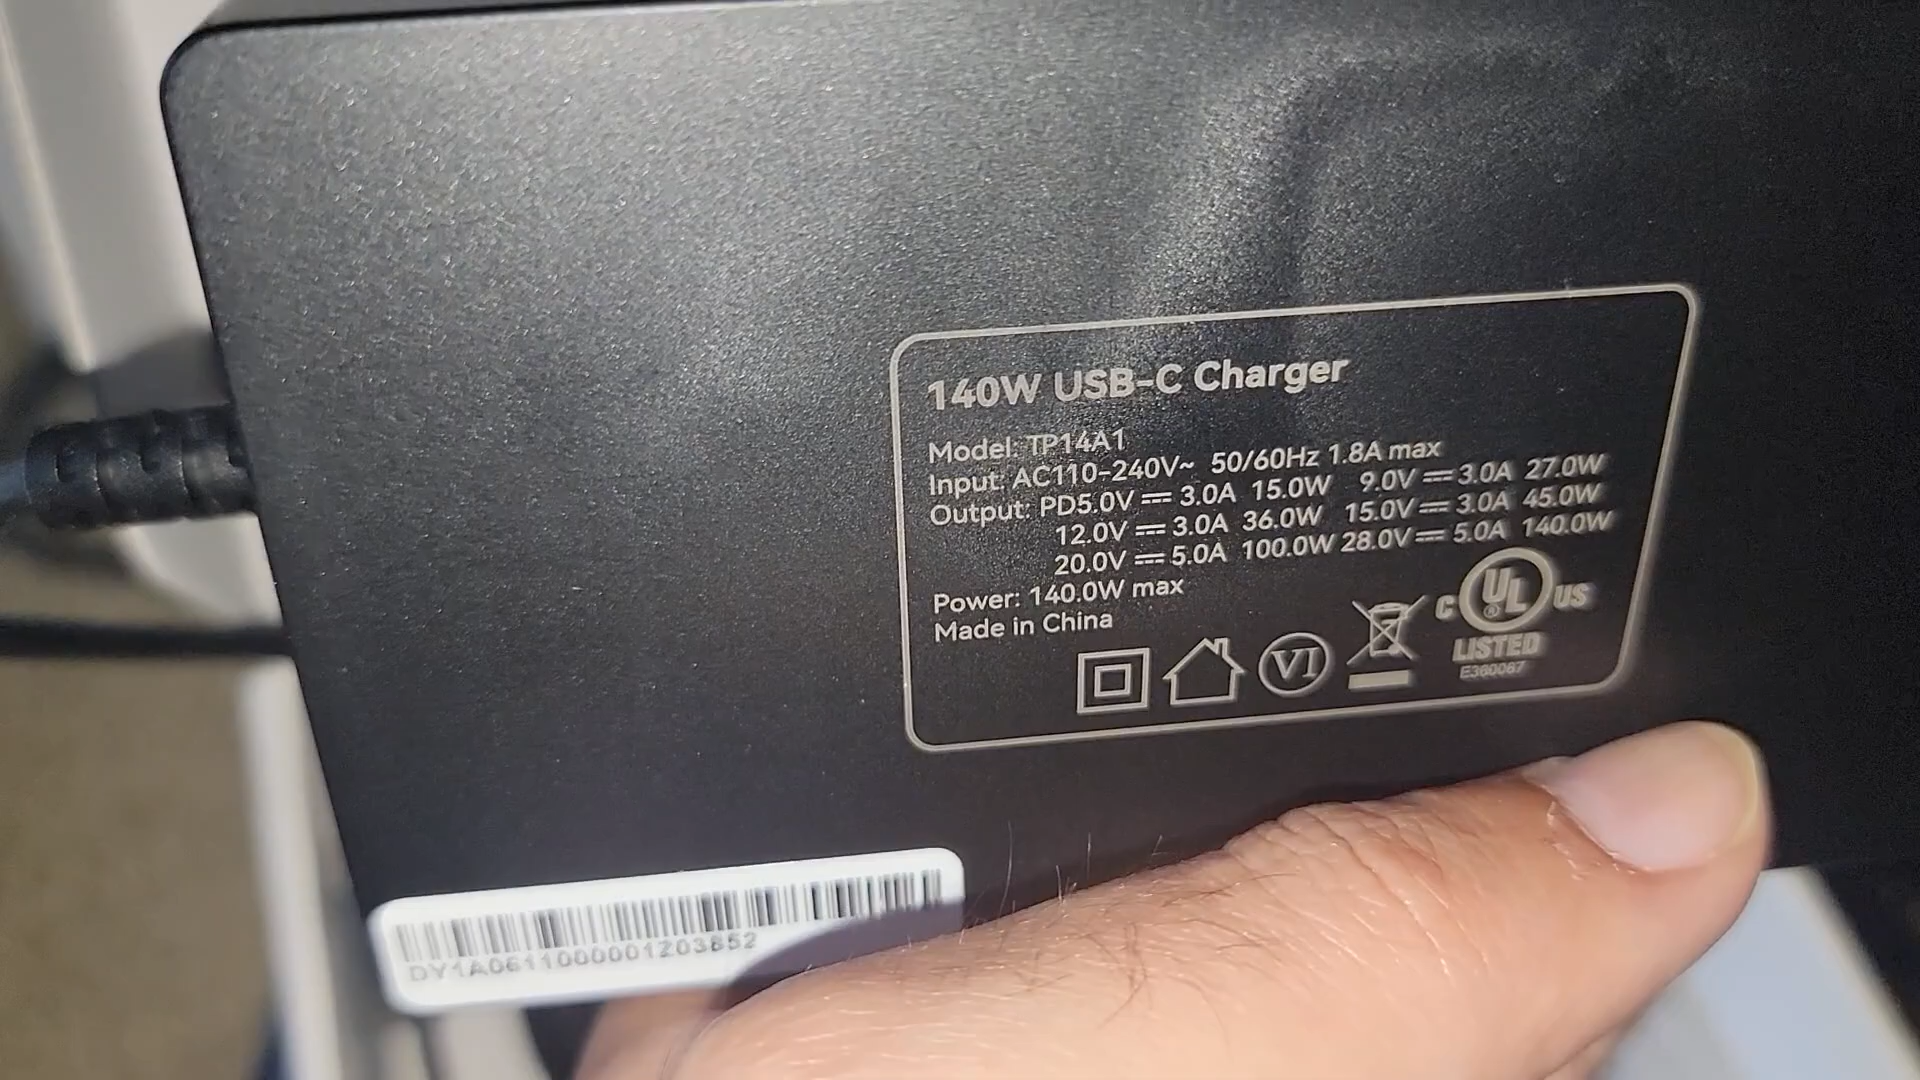 140W USB-C Charger
Model: TP14A1
Input: AC110-240V~ 50/60Hz 1.8A max
Output: PD5.0V⎓3.0A 15.0W 9.0V⎓3.0A 27.0W
12.0V⎓3.0A 36.0W 15.0V⎓3.0A 45.0W
20.0V⎓5.0A 100.0W 28.0V⎓5.0A 140.0W
Power: 140.0W max
Made in China
VI
C UL® US
LISTED
E360067
DY1A0611000001203852